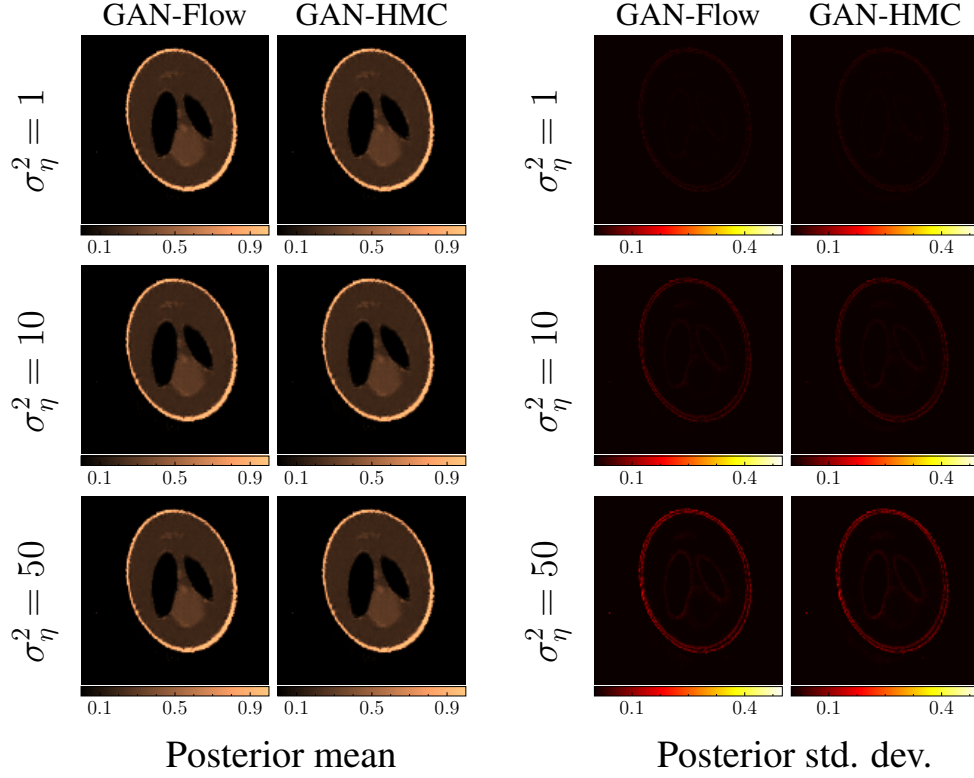 GAN-Flow GAN-HMC GAN-Flow GAN-HMC
σ²_η = 1 σ²_η = 1
0.1 0.5 0.9 0.1 0.5 0.9 0.1 0.4 0.1 0.4
σ²_η = 10 σ²_η = 10
0.1 0.5 0.9 0.1 0.5 0.9 0.1 0.4 0.1 0.4
σ²_η = 50 σ²_η = 50
0.1 0.5 0.9 0.1 0.5 0.9 0.1 0.4 0.1 0.4
Posterior mean Posterior std. dev.